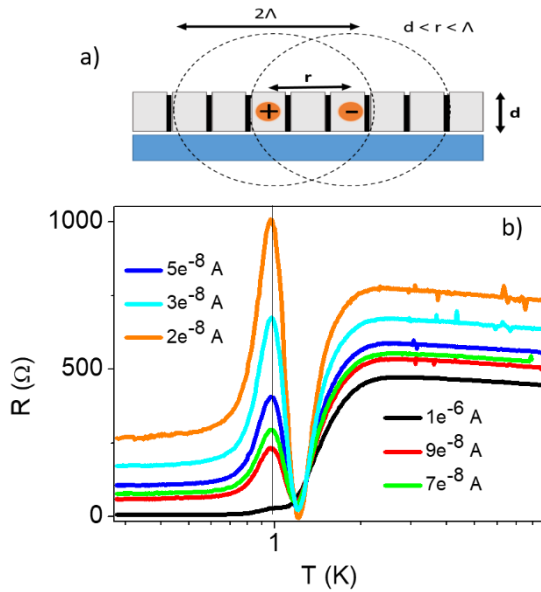 2Λ
d < r < Λ
a)
r
+
−
d
b)
1000
500
0
R (Ω)
5e⁻⁸ A
3e⁻⁸ A
2e⁻⁸ A
1e⁻⁶ A
9e⁻⁸ A
7e⁻⁸ A
1
T (K)